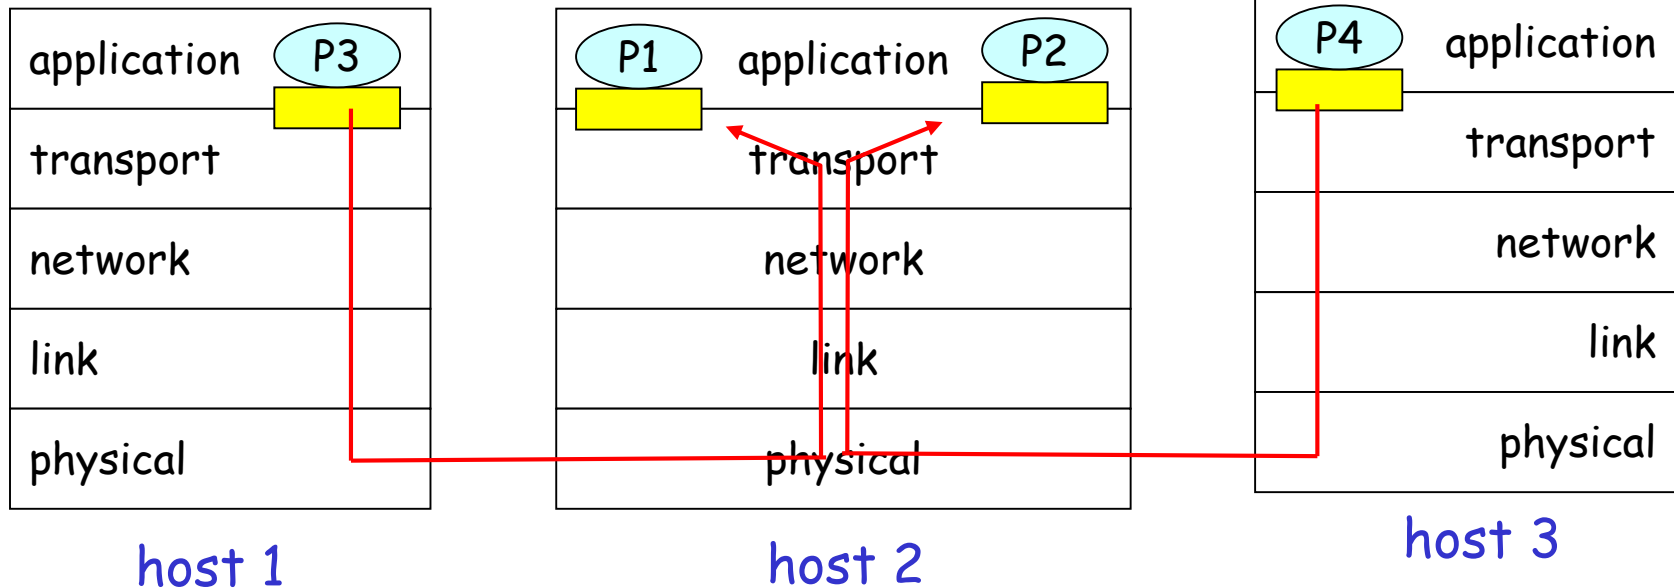 application P3
transport
network
link
physical
host 1
P1 application P2
transport
network
link
physical
host 2
P4 application
transport
network
link
physical
host 3